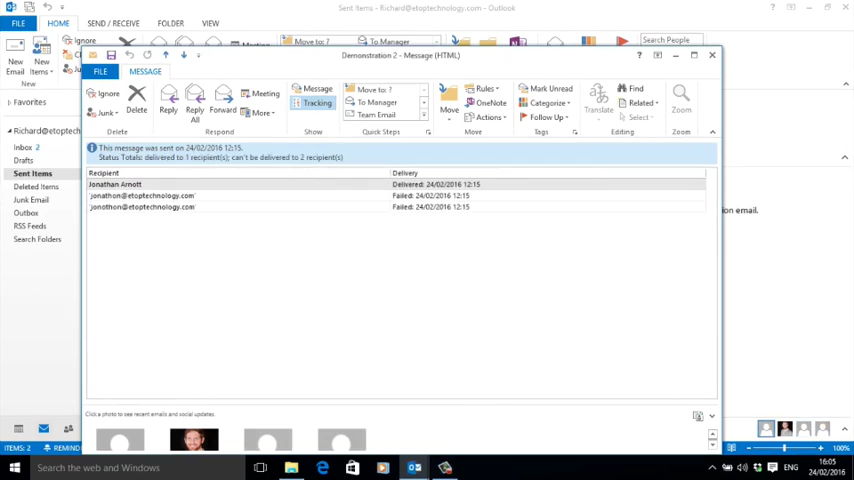 Sent Items - Richard@etoptechnology.com - Outlook
FILE HOME SEND / RECEIVE FOLDER VIEW
Ignore
Meeting
Move to: ?
To Manager
Search People
New Email
New Items
New
Favorites
Richard@etoptech
Inbox 2
Drafts
Sent Items
Deleted Items
Junk Email
Outbox
RSS Feeds
Search Folders
Demonstration 2 - Message (HTML)
FILE MESSAGE
Ignore
Junk
Delete
Delete
Reply
Reply All
Forward
Meeting
More
Respond
Message
Tracking
Show
Move to: ?
To Manager
Team Email
Quick Steps
Move
Rules
OneNote
Actions
Move
Mark Unread
Categorize
Follow Up
Tags
Translate
Find
Related
Select
Editing
Zoom
Zoom
This message was sent on 24/02/2016 12:15.
Status Totals: delivered to 1 recipient(s); can't be delivered to 2 recipient(s)
Recipient Delivery
Jonathan Arnott Delivered: 24/02/2016 12:15
'jonathon@etoptechnology.com' Failed: 24/02/2016 12:15
'jonothon@etoptechnology.com' Failed: 24/02/2016 12:15
ion email.
Click a photo to see recent emails and social updates.
ITEMS: 2 REMIND
100%
Search the web and Windows
ENG
16:05
24/02/2016